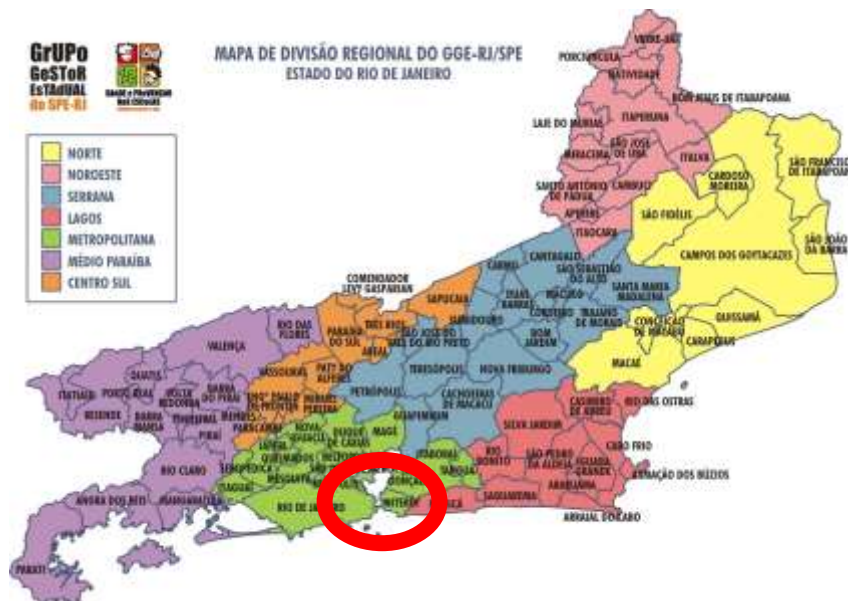 GrUPo
GeSToR
EsTAdUAL
do SPE-RJ
SAÚDE e PReVENÇÃO
NaS ESCoLaS
MAPA DE DIVISÃO REGIONAL DO GGE-RJ/SPE
ESTADO DO RIO DE JANEIRO
NORTE
NOROESTE
SERRANA
LAGOS
METROPOLITANA
MÉDIO PARAÍBA
CENTRO SUL
VARRE-SAI
PORCIÚNCULA
NATIVIDADE
BOM JESUS DE ITABAPOANA
ITAPERUNA
LAJE DO MURIAÉ
SÃO JOSÉ
DE UBÁ
MIRACEMA
ITALVA
SANTO ANTÔNIO
DE PÁDUA
CAMBUCI
APERIBÉ
ITAOCARA
CARDOSO
MOREIRA
SÃO FRANCISCO
DE ITABAPOANA
SÃO FIDÉLIS
SÃO JOÃO
DA BARRA
CAMPOS DOS GOYTACAZES
CARMO
CANTAGALO
SÃO SEBASTIÃO
DO ALTO
SANTA MARIA
MADALENA
COMENDADOR
LEVY GASPARIAN
SAPUCAIA
SUMIDOURO
DUAS
BARRAS
MACUCO
CORDEIRO
TRAJANO
DE MORAIS
CONCEIÇÃO
DE MACABU
QUISSAMÃ
CARAPEBUS
MACAÉ
BOM
JARDIM
RIO DAS
FLORES
PARAÍBA
DO SUL
TRÊS RIOS
AREAL
SÃO JOSÉ DO
VALE DO RIO PRETO
VALENÇA
VASSOURAS
PATY DO
ALFERES
TERESÓPOLIS
NOVA FRIBURGO
PETRÓPOLIS
CACHOEIRAS
DE MACACU
GUAPIMIRIM
QUATIS
ITATIAIA
PORTO REAL
RESENDE
VOLTA
REDONDA
BARRA
DO PIRAÍ
BARRA
MANSA
PINHEIRAL
PIRAÍ
MENDES
ENGº PAULO
DE FRONTIN
MIGUEL
PEREIRA
PARACAMBI
CASIMIRO
DE ABREU
RIO DAS OSTRAS
SILVA JARDIM
NOVA
IGUAÇU
DUQUE
DE CAXIAS
MAGÉ
JAPERI
QUEIMADOS
SEROPÉDICA
MESQUITA
ITAGUAÍ
ITABORAÍ
TANGUÁ
RIO
BONITO
SÃO PEDRO
DA ALDEIA
IGUABA
GRANDE
CABO FRIO
ARMAÇÃO DOS BÚZIOS
ARARUAMA
SAQUAREMA
ARRAIAL DO CABO
RIO CLARO
ANGRA DOS REIS
MANGARATIBA
RIO DE JANEIRO
NITERÓI
PARATI